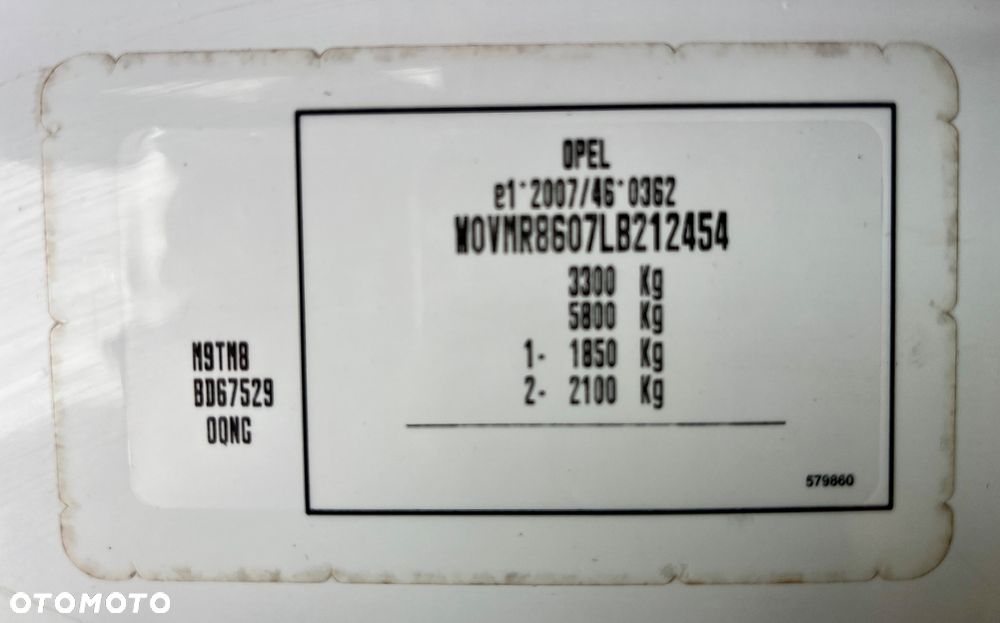 OPEL
e1*2007/46*0362
W0VMR8607LB212454
3300 Kg
5800 Kg
1- 1850 Kg
2- 2100 Kg
M9TM8
BD67529
0QNG
579860
OTOMOTO